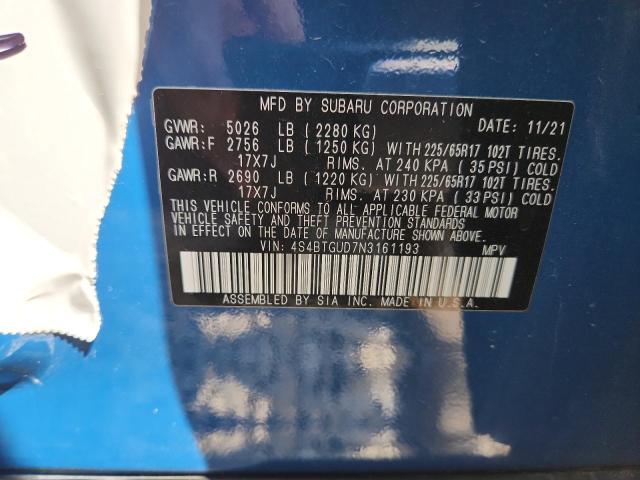 MFD BY SUBARU CORPORATION
GVWR: 5026 LB ( 2280 KG) DATE: 11/21
GAWR:F 2756 LB ( 1250 KG) WITH 225/65R17 102T TIRES.
17X7J RIMS. AT 240 KPA ( 35 PSI) COLD
GAWR:R 2690 LB ( 1220 KG) WITH 225/65R17 102T TIRES.
17X7J RIMS. AT 230 KPA ( 33 PSI) COLD
THIS VEHICLE CONFORMS TO ALL APPLICABLE FEDERAL MOTOR
VEHICLE SAFETY AND THEFT PREVENTION STANDARDS IN EFFECT
ON THE DATE OF MANUFACTURE SHOWN ABOVE.
VIN: 4S4BTGUD7N3161193 MPV
ASSEMBLED BY SIA INC. MADE IN U.S.A.